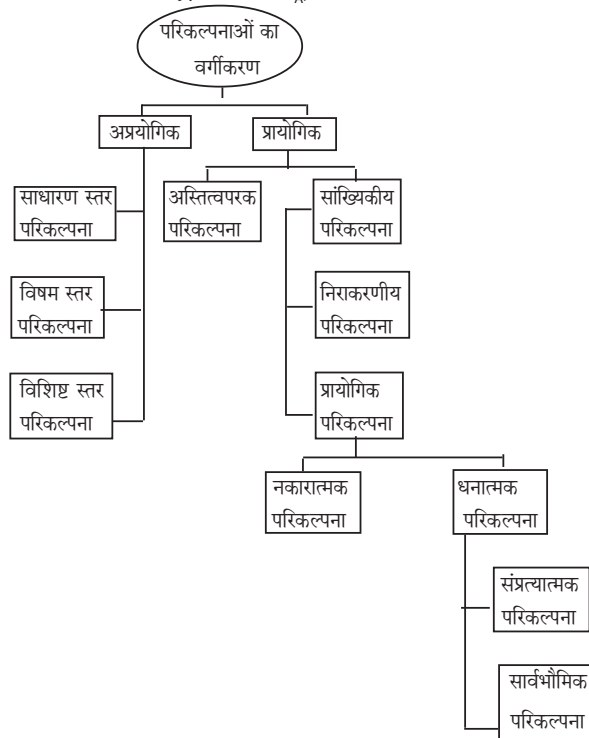 परिकल्पनाओं का
वर्गीकरण
अप्रयोगिक
प्रायोगिक
साधारण स्तर
परिकल्पना
अस्तित्वपरक
परिकल्पना
सांख्यिकीय
परिकल्पना
विषम स्तर
परिकल्पना
निराकरणीय
परिकल्पना
विशिष्ट स्तर
परिकल्पना
प्रायोगिक
परिकल्पना
नकारात्मक
परिकल्पना
धनात्मक
परिकल्पना
संप्रत्यात्मक
परिकल्पना
सार्वभौमिक
परिकल्पना